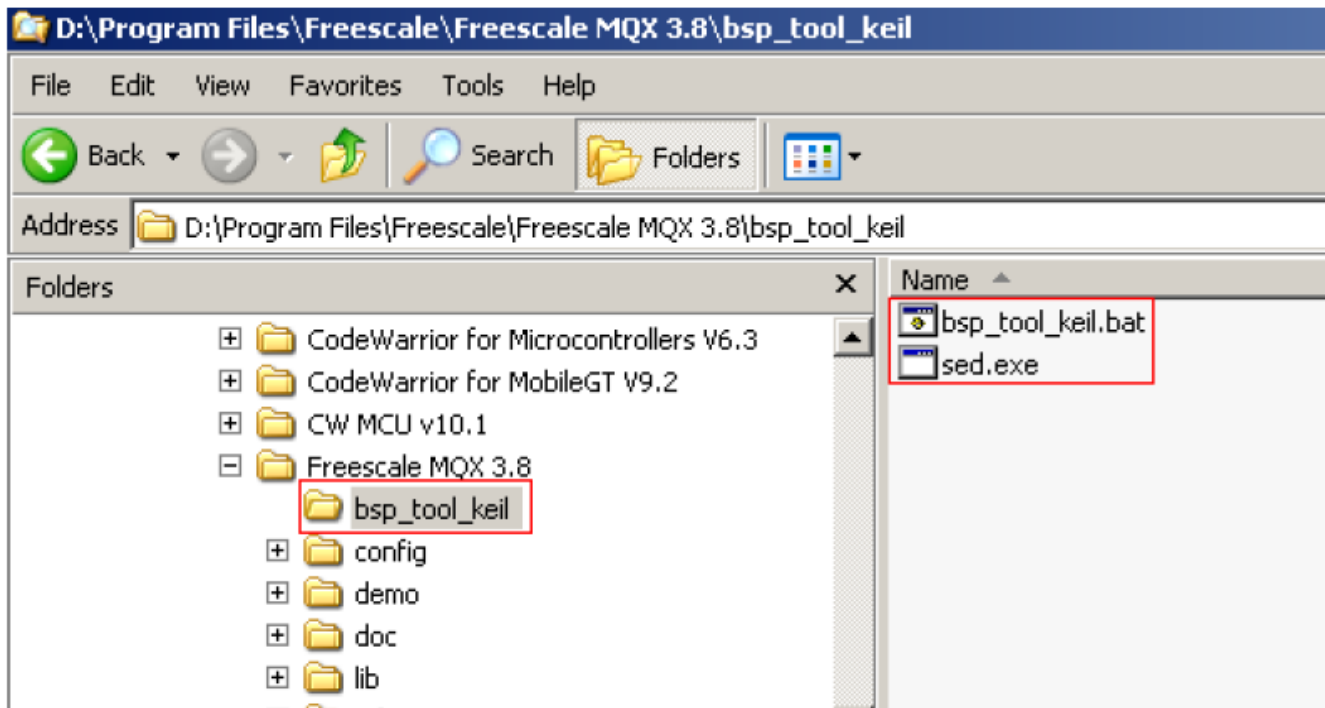 D:\Program Files\Freescale\Freescale MQX 3.8\bsp_tool_keil
File Edit View Favorites Tools Help
Back Search Folders
Address D:\Program Files\Freescale\Freescale MQX 3.8\bsp_tool_keil
Folders
CodeWarrior for Microcontrollers V6.3
CodeWarrior for MobileGT V9.2
CW MCU v10.1
Freescale MQX 3.8
bsp_tool_keil
config
demo
doc
lib
Name
bsp_tool_keil.bat
sed.exe